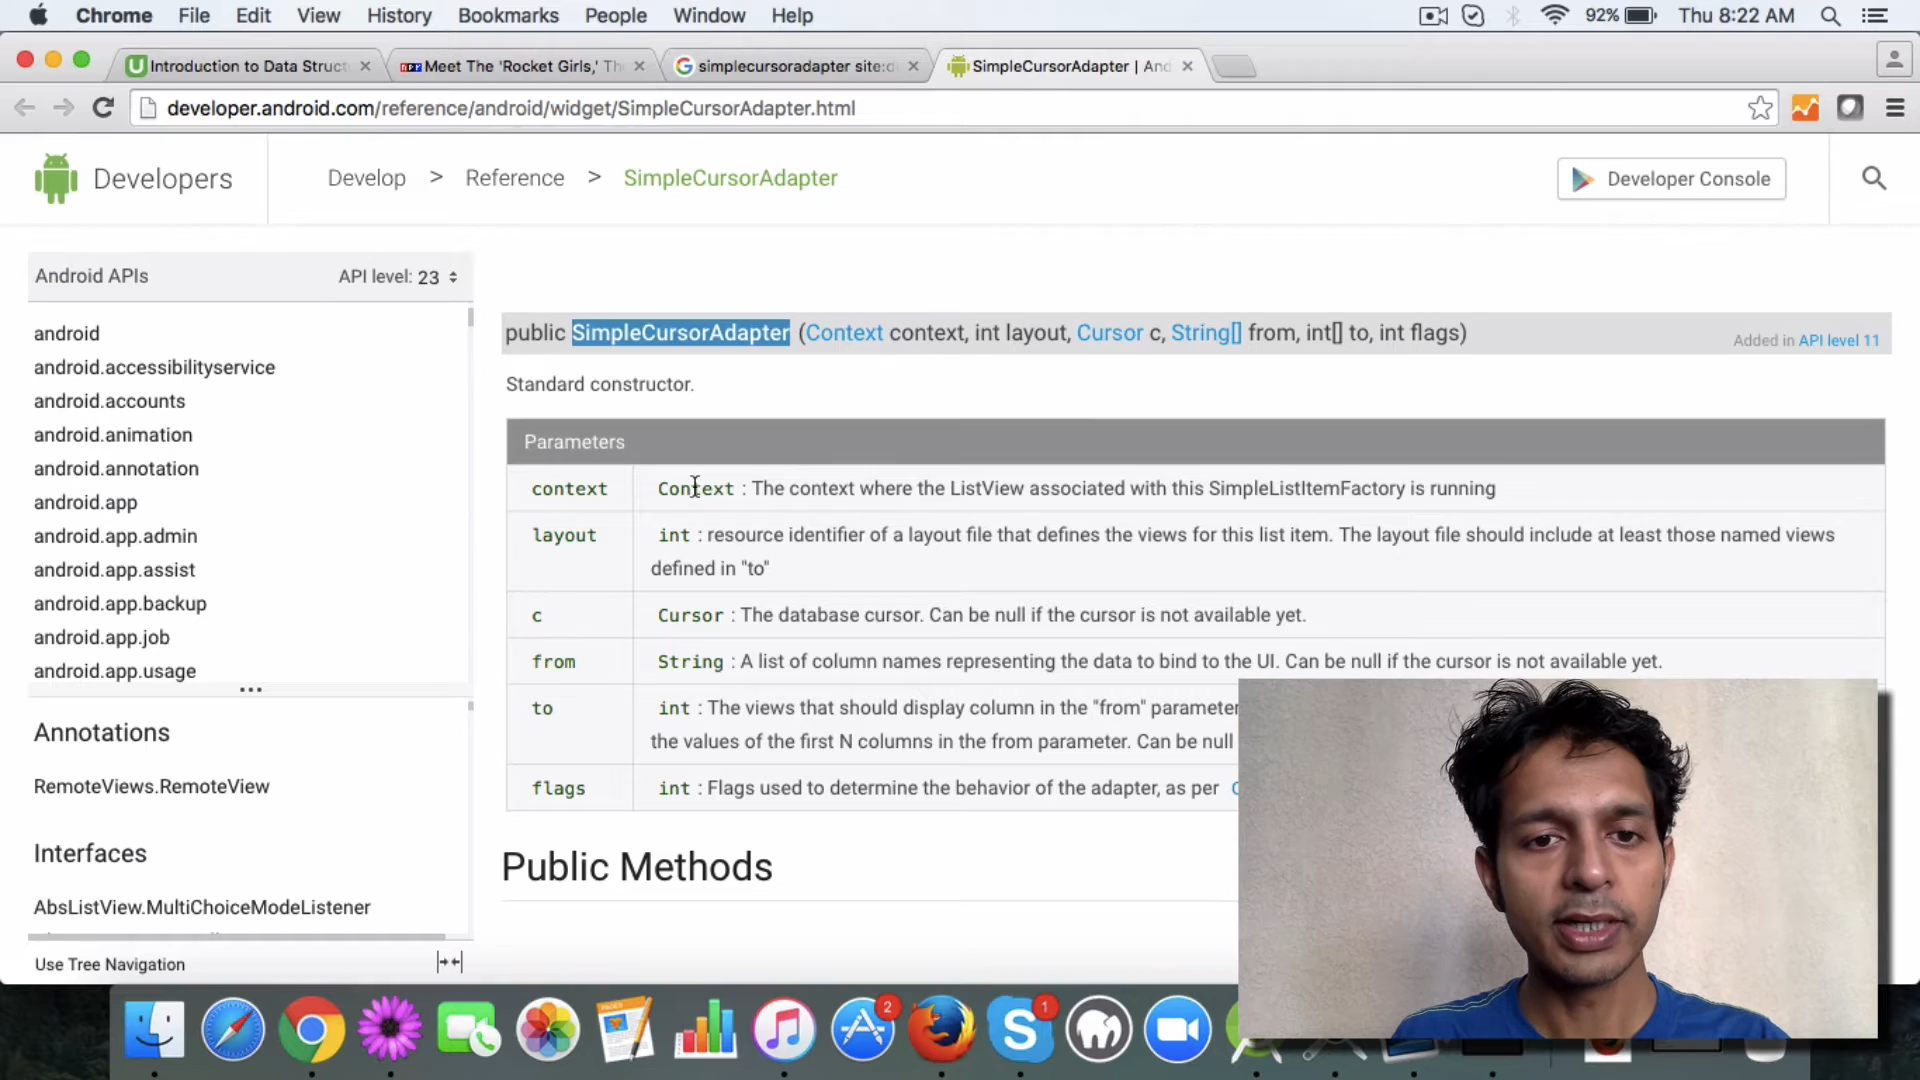 Chrome File Edit View History Bookmarks People Window Help 92% Thu 8:22 AM
Introduction to Data Struct Meet The 'Rocket Girls,' Th simplecursoradapter site:d SimpleCursorAdapter | And
developer.android.com/reference/android/widget/SimpleCursorAdapter.html
Developers Develop > Reference > SimpleCursorAdapter Developer Console
Android APIs API level: 23
android
android.accessibilityservice
android.accounts
android.animation
android.annotation
android.app
android.app.admin
android.app.assist
android.app.backup
android.app.job
android.app.usage
Annotations
RemoteViews.RemoteView
Interfaces
AbsListView.MultiChoiceModeListener
Use Tree Navigation
public SimpleCursorAdapter (Context context, int layout, Cursor c, String[] from, int[] to, int flags)
Added in API level 11
Standard constructor.
Parameters
context Context : The context where the ListView associated with this SimpleListItemFactory is running
layout int : resource identifier of a layout file that defines the views for this list item. The layout file should include at least those named views
defined in "to"
c Cursor : The database cursor. Can be null if the cursor is not available yet.
from String : A list of column names representing the data to bind to the UI. Can be null if the cursor is not available yet.
to int : The views that should display column in the "from" parameter
the values of the first N columns in the from parameter. Can be null
flags int : Flags used to determine the behavior of the adapter, as per
Public Methods
PAGES
2
1